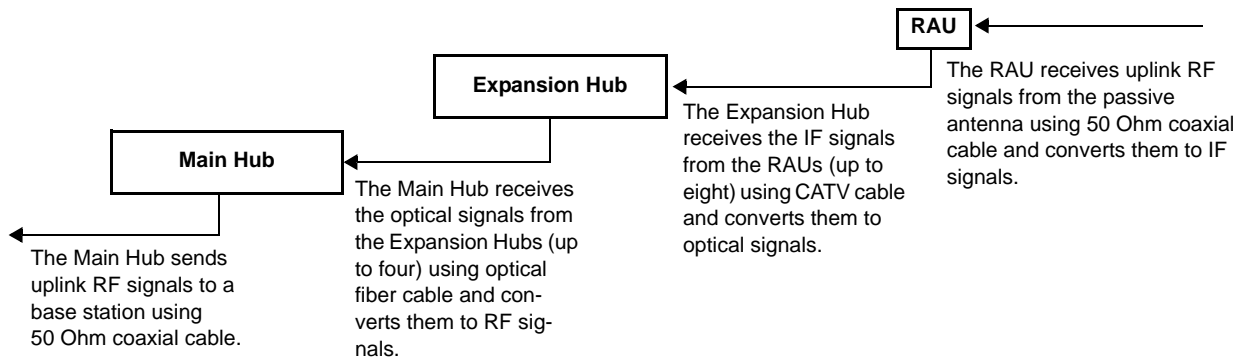 RAU
The RAU receives uplink RF
signals from the passive
antenna using 50 Ohm coaxial
cable and converts them to IF
signals.
Expansion Hub
The Expansion Hub
receives the IF signals
from the RAUs (up to
eight) using CATV cable
and converts them to
optical signals.
Main Hub
The Main Hub receives
the optical signals from
the Expansion Hubs (up
to four) using optical
fiber cable and con-
verts them to RF sig-
nals.
The Main Hub sends
uplink RF signals to a
base station using
50 Ohm coaxial cable.